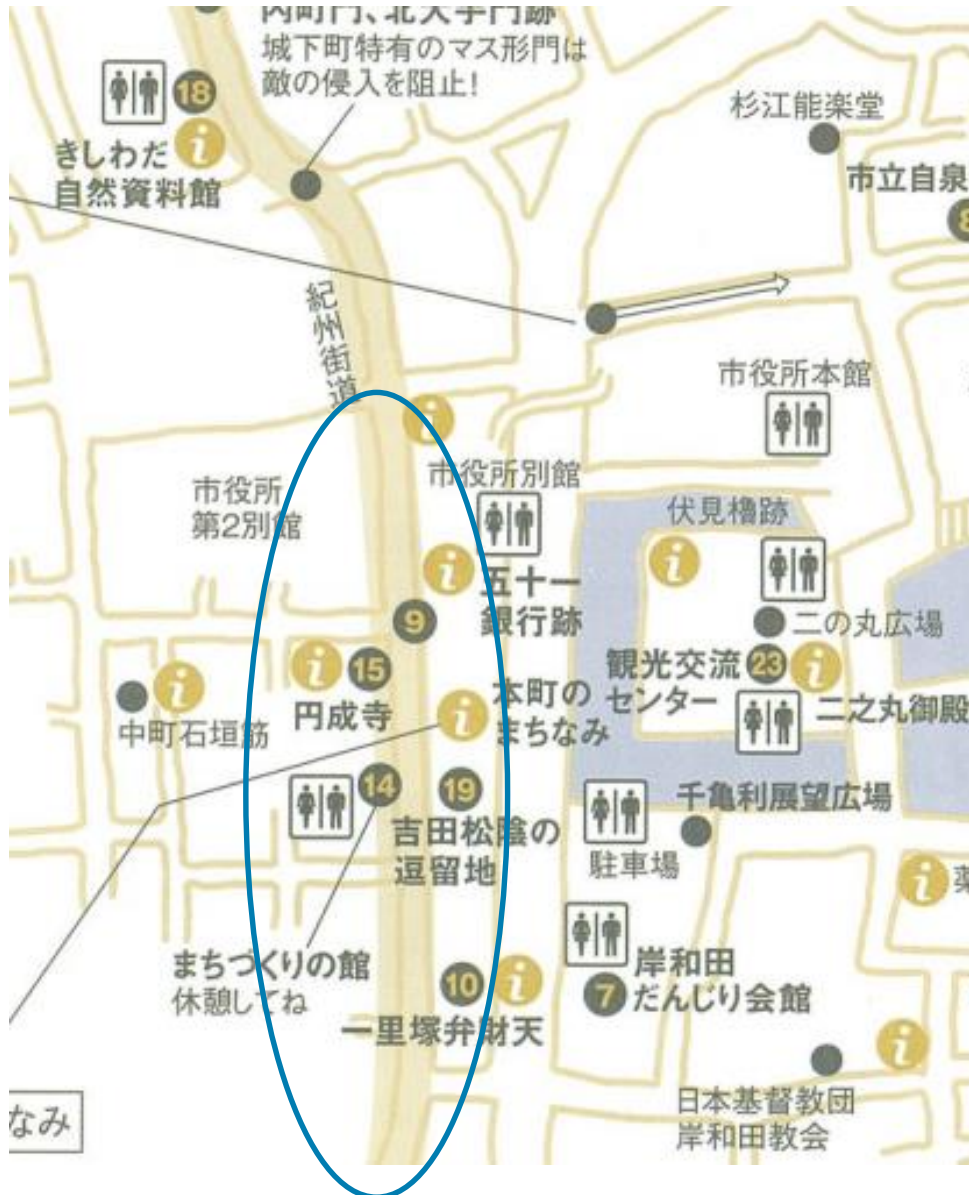 内町門、北大手門跡
城下町特有のマス形門は
敵の侵入を阻止!
18
きしわだ
自然資料館
杉江能楽堂
市立自泉
8
紀州街道
市役所本館
市役所別館
市役所
第2別館
伏見櫓跡
五十一
銀行跡
9
二の丸広場
15
円成寺
本町の
まちなみ
観光交流
センター
23
二之丸御殿
中町石垣筋
14
19
吉田松陰の
逗留地
千亀利展望広場
駐車場
まちづくりの館
休憩してね
10
一里塚弁財天
岸和田
だんじり会館
7
日本基督教団
岸和田教会
なみ